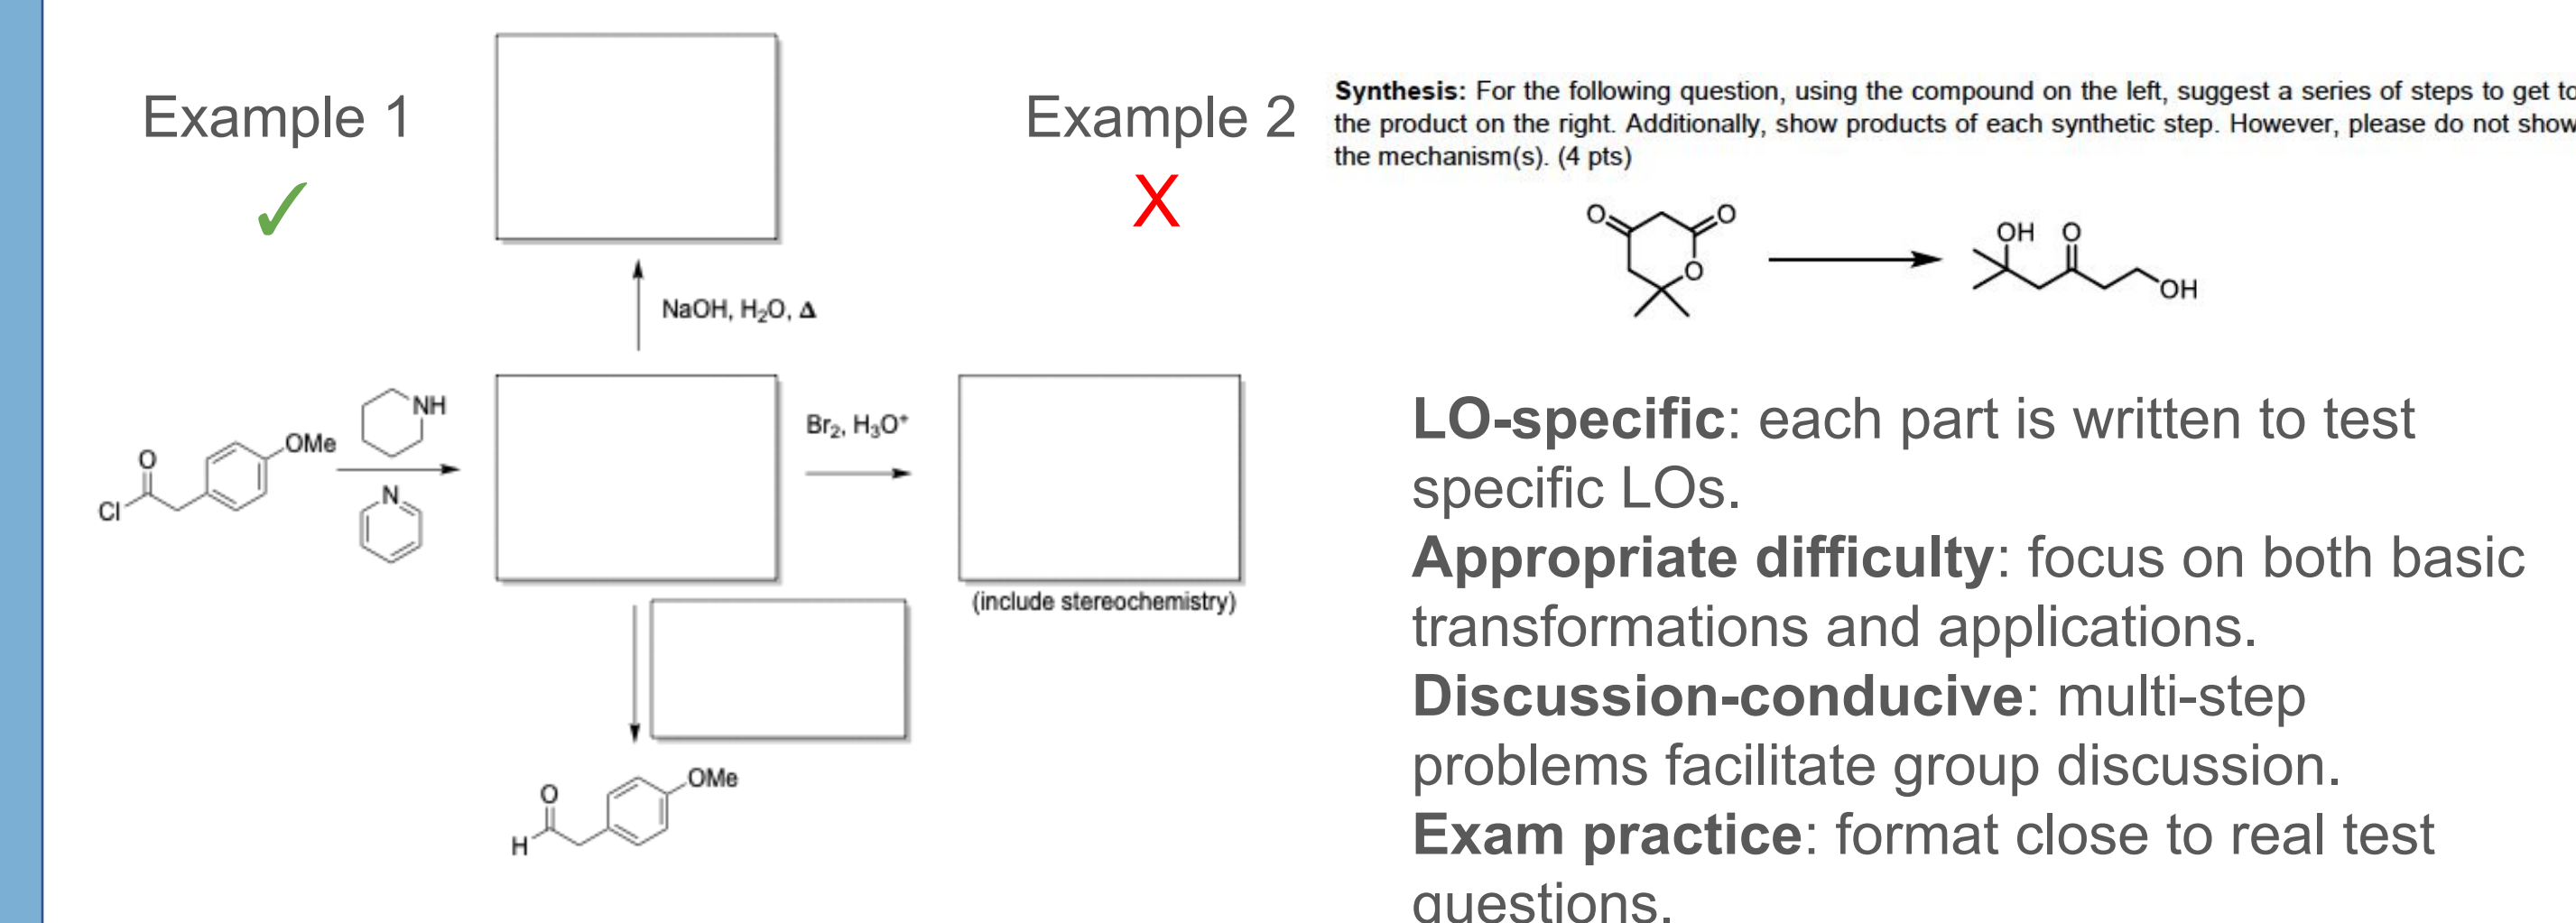 Example 1
✓
NaOH, H₂O, Δ
NH
N
O
Cl
OMe
Br₂, H₃O⁺
(include stereochemistry)
O
H
OMe
Example 2
X
Synthesis: For the following question, using the compound on the left, suggest a series of steps to get to
the product on the right. Additionally, show products of each synthetic step. However, please do not show
the mechanism(s). (4 pts)
O
O
O
OH O
OH
LO-specific: each part is written to test
specific LOs.
Appropriate difficulty: focus on both basic
transformations and applications.
Discussion-conducive: multi-step
problems facilitate group discussion.
Exam practice: format close to real test
questions.